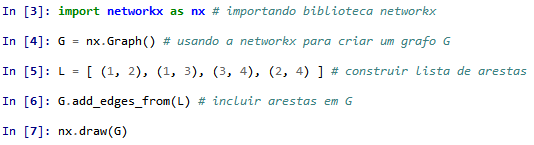 In [3]: import networkx as nx # importando biblioteca networkx
In [4]: G = nx.Graph() # usando a networkx para criar um grafo G
In [5]: L = [ (1, 2), (1, 3), (3, 4), (2, 4) ] # construir lista de arestas
In [6]: G.add_edges_from(L) # incluir arestas em G
In [7]: nx.draw(G)